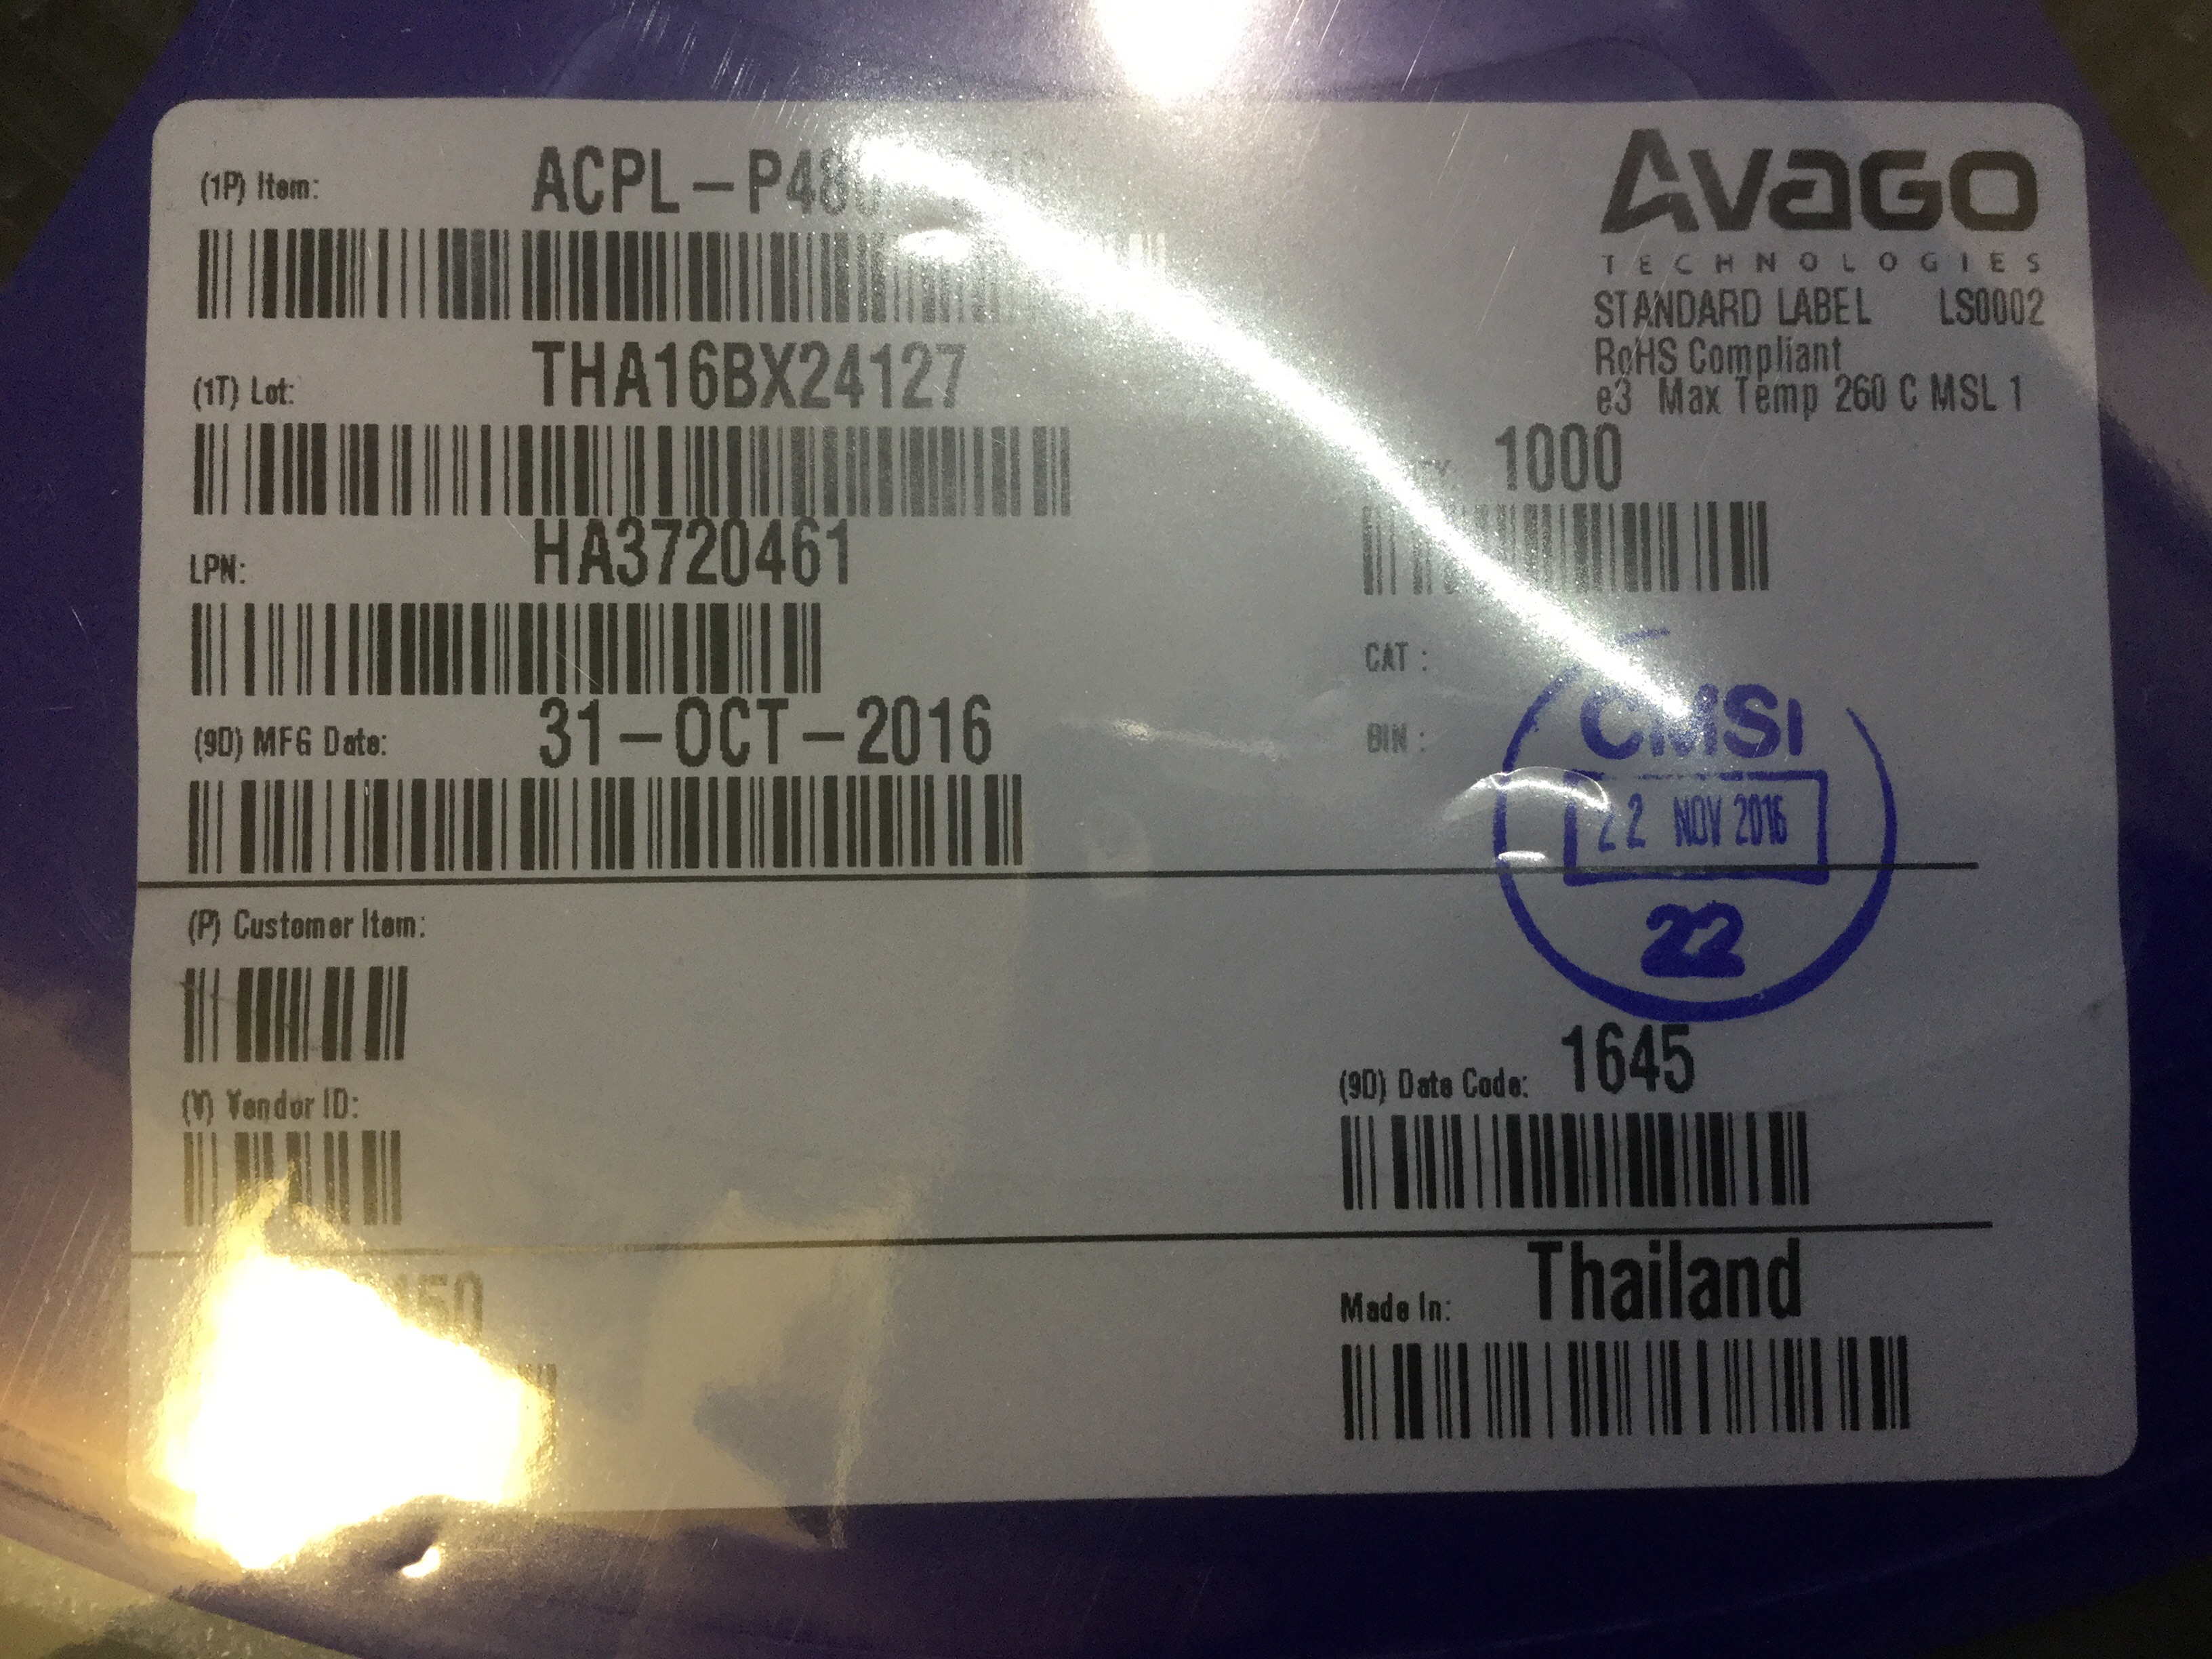 (1P) Item:
AVAGO
TECHNOLOGIES
STANDARD LABEL LS0002
RoHS Compliant
e3 Max Temp 260 C MSL 1
(1T) Lot: THA16BX24127
1000
LPN: HA3720461
CAT :
(9D) MFG Date: 31-OCT-2016
BIN :
CMSI
22 NOV 2016
22
(P) Customer Item:
(V) Vendor ID:
(9D) Date Code: 1645
Made In: Thailand